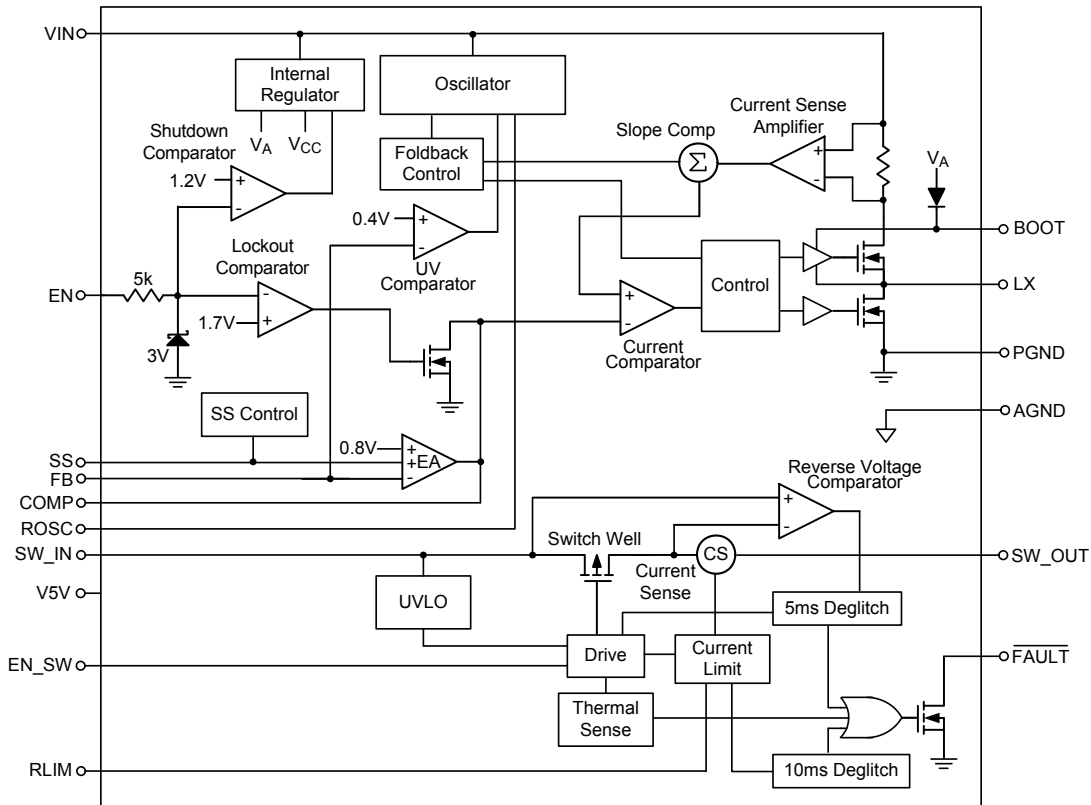 VIN
Internal
Regulator
Oscillator
VA
VCC
Shutdown
Comparator
1.2V
+
-
Foldback
Control
Slope Comp
Σ
Current Sense
Amplifier
+
-
VA
BOOT
0.4V
+
-
UV
Comparator
Lockout
Comparator
5k
EN
-
+
1.7V
3V
+
-
Current
Comparator
Control
LX
PGND
AGND
SS Control
0.8V
+
+
-
EA
SS
FB
COMP
ROSC
Reverse Voltage
Comparator
+
-
SW_IN
Switch Well
CS
Current
Sense
SW_OUT
V5V
UVLO
5ms Deglitch
EN_SW
Drive
Current
Limit
FAULT
Thermal
Sense
RLIM
10ms Deglitch